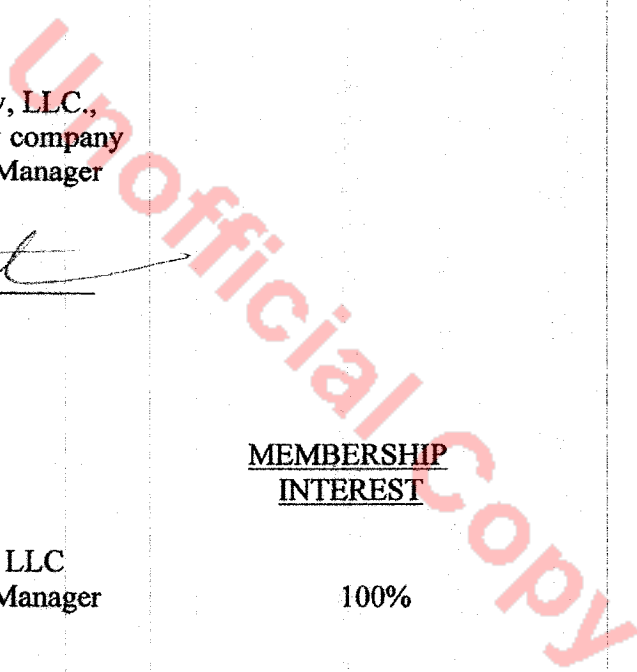 , LLC.,
company
Manager
MEMBERSHIP
INTEREST
LLC
Manager 100%
Unofficial Copy